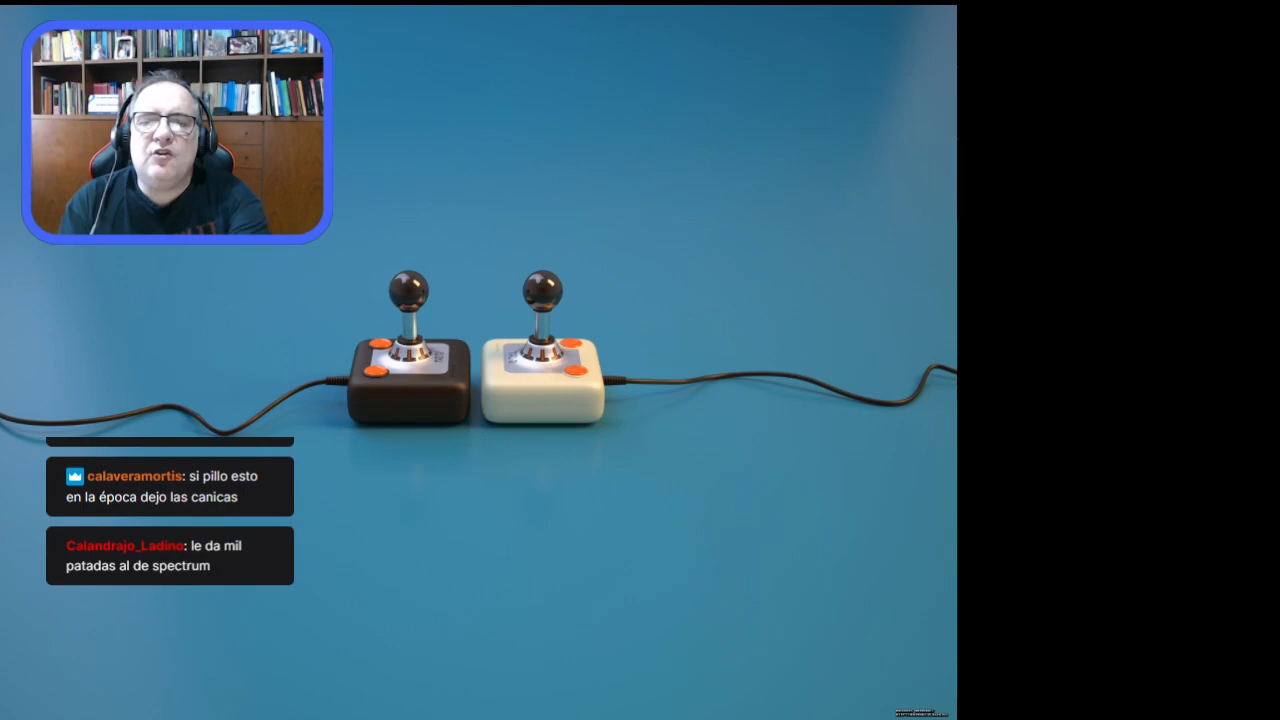 calaveramortis: si pillo esto
en la época dejo las canicas
Calandrajo_Ladino: le da mil
patadas al de spectrum